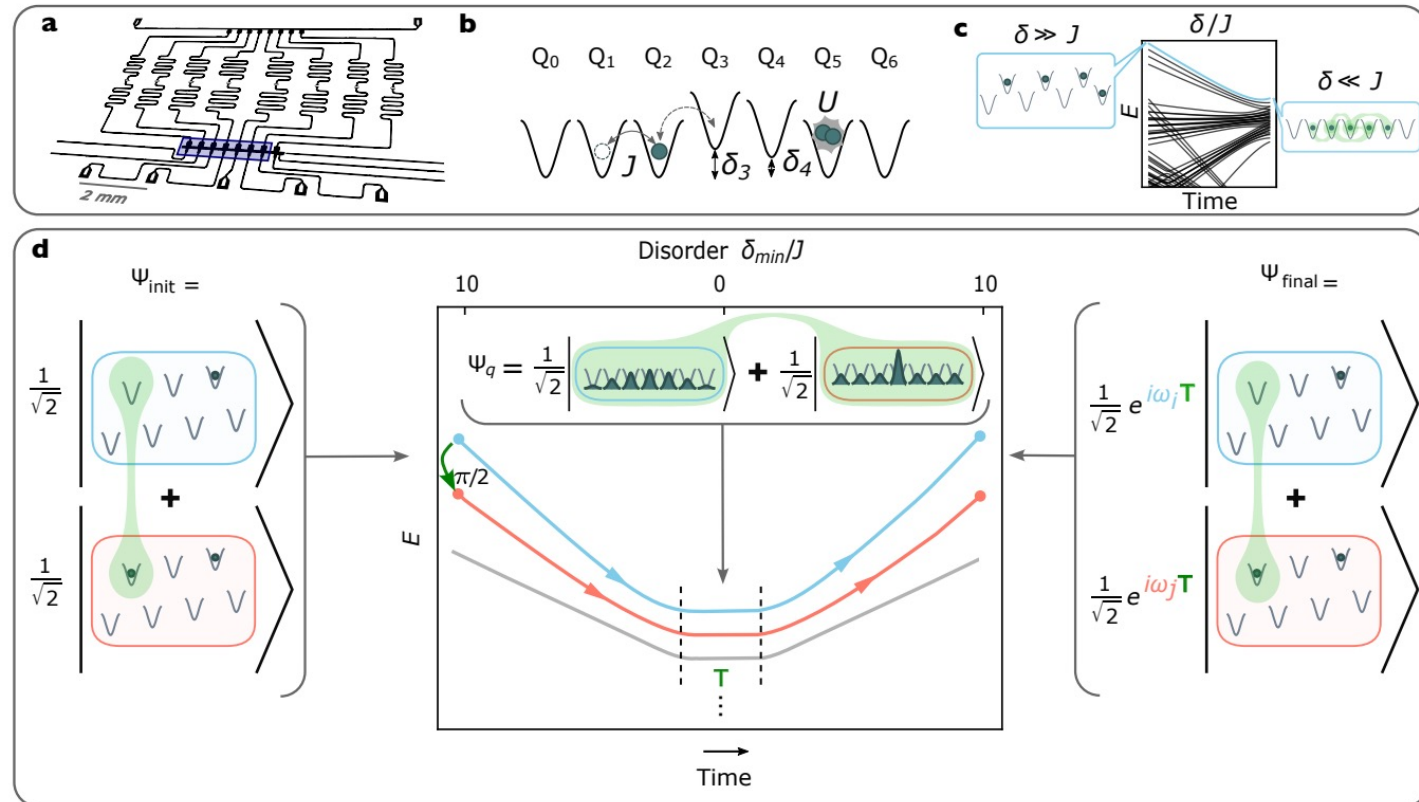 a
2 mm
b
Q₀ Q₁ Q₂ Q₃ Q₄ Q₅ Q₆
U
J δ₃ δ₄
c
δ/J
δ ≫ J
δ ≪ J
E
Time
d
Disorder δmin/J
10 0 10
Ψinit =
1/√2
+
1/√2
Ψq = 1/√2 + 1/√2
π/2
E
T
⋮
Time
Ψfinal =
1/√2 e^iωᵢT
+
1/√2 e^iωⱼT